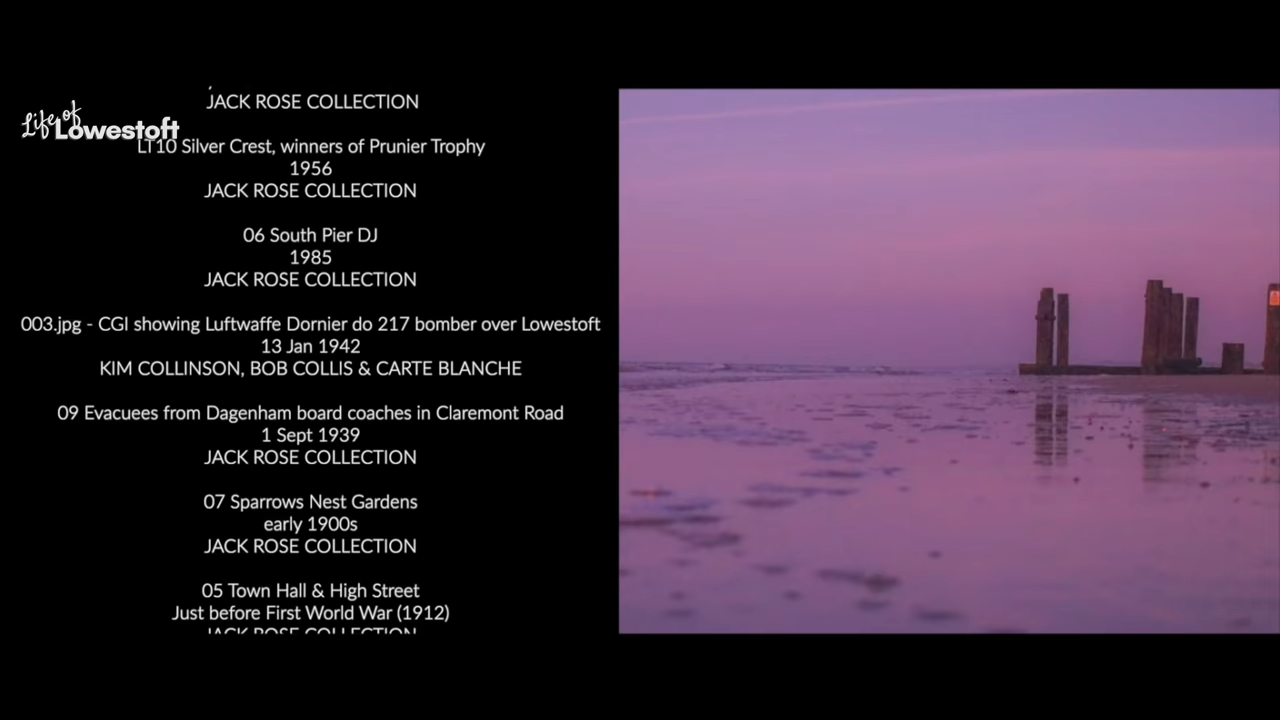 JACK ROSE COLLECTION
Life of
Lowestoft
LT10 Silver Crest, winners of Prunier Trophy
1956
JACK ROSE COLLECTION
06 South Pier DJ
1985
JACK ROSE COLLECTION
003.jpg - CGI showing Luftwaffe Dornier do 217 bomber over Lowestoft
13 Jan 1942
KIM COLLINSON, BOB COLLIS & CARTE BLANCHE
09 Evacuees from Dagenham board coaches in Claremont Road
1 Sept 1939
JACK ROSE COLLECTION
07 Sparrows Nest Gardens
early 1900s
JACK ROSE COLLECTION
05 Town Hall & High Street
Just before First World War (1912)
JACK ROSE COLLECTION